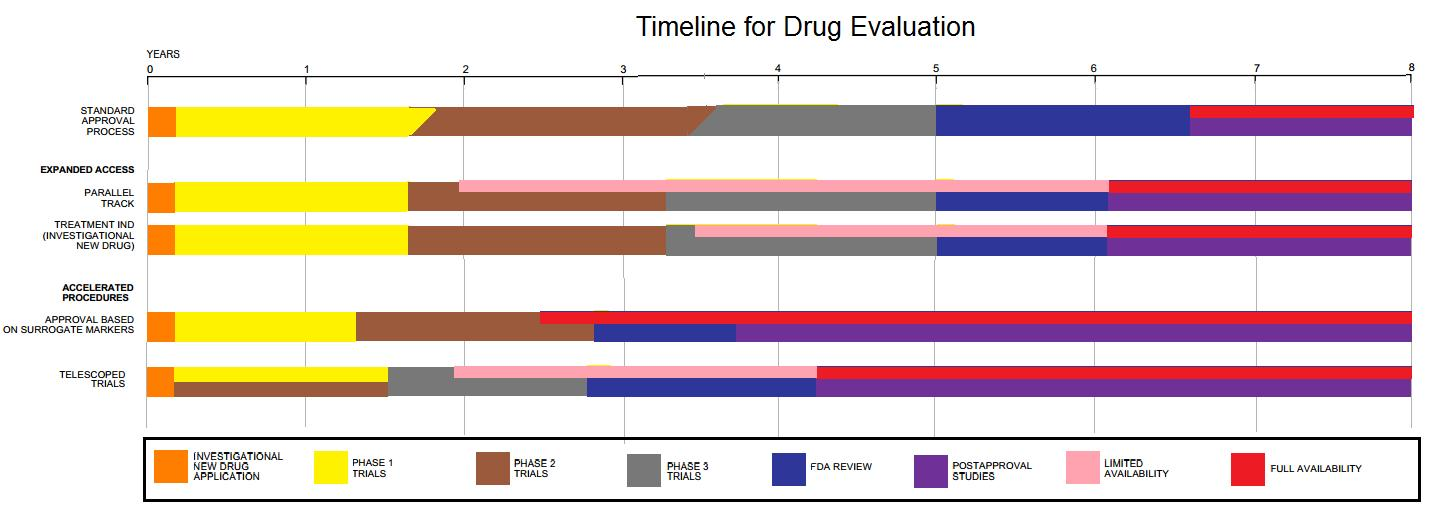 Timeline for Drug Evaluation
YEARS
0 1 2 3 4 5 6 7 8
STANDARD
APPROVAL
PROCESS
EXPANDED ACCESS
PARALLEL
TRACK
TREATMENT IND
(INVESTIGATIONAL
NEW DRUG)
ACCELERATED
PROCEDURES
APPROVAL BASED
ON SURROGATE MARKERS
TELESCOPED
TRIALS
INVESTIGATIONAL
NEW DRUG
APPLICATION
PHASE 1
TRIALS
PHASE 2
TRIALS
PHASE 3
TRIALS
FDA REVIEW
POSTAPPROVAL
STUDIES
LIMITED
AVAILABILITY
FULL AVAILABILITY